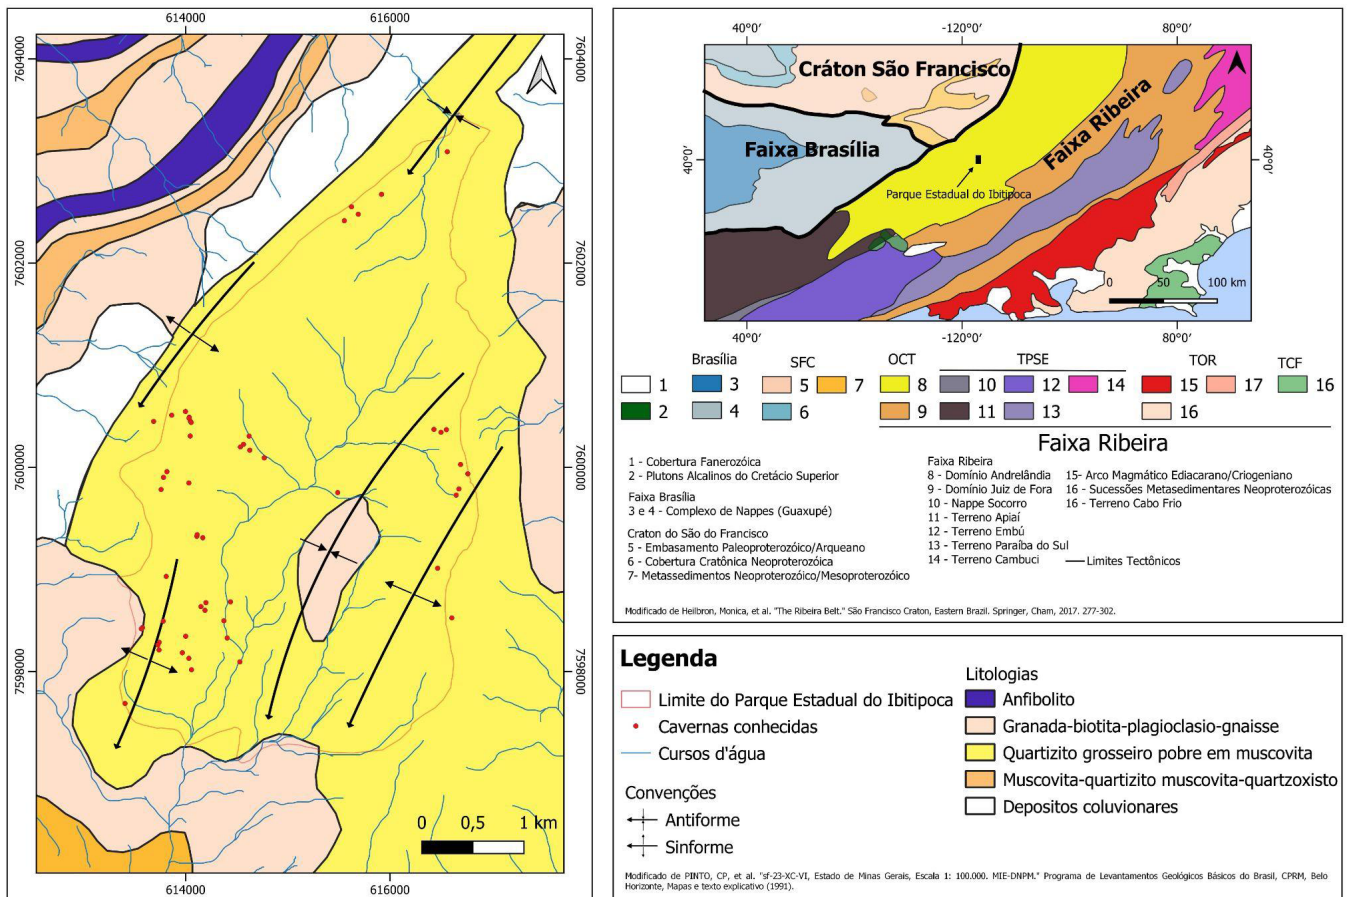 614000
616000
7604000
7604000
7602000
7602000
7600000
7600000
7598000
7598000
0 0,5 1 km
614000
616000
40°0′
-120°0′
80°0′
Cráton São Francisco
Faixa Brasília
Faixa Ribeira
Parque Estadual do Ibitipoca
40°0′
40°0′
0 50 100 km
40°0′
-120°0′
80°0′
Brasília SFC OCT TPSE TOR TCF
1 3 5 7 8 10 12 14 15 17 16
2 4 6 9 11 13 16
Faixa Ribeira
1 - Cobertura Fanerozóica
2 - Plutons Alcalinos do Cretácio Superior
Faixa Brasília
3 e 4 - Complexo de Nappes (Guaxupé)
Craton do São do Francisco
5 - Embasamento Paleoproterozóico/Arqueano
6 - Cobertura Cratônica Neoproterozóica
7- Metassedimentos Neoproterozóico/Mesoproterozóico
Faixa Ribeira
8 - Domínio Andrelândia
9 - Domínio Juiz de Fora
10 - Nappe Socorro
11 - Terreno Apiaí
12 - Terreno Embú
13 - Terreno Paraíba do Sul
14 - Terreno Cambuci
15- Arco Magmático Ediacarano/Criogeniano
16 - Sucessões Metasedimentares Neoproterozóicas
16 - Terreno Cabo Frio
Limites Tectônicos
Modificado de Heilbron, Monica, et al. "The Ribeira Belt." São Francisco Craton, Eastern Brazil. Springer, Cham, 2017. 277-302.
Legenda
Limite do Parque Estadual do Ibitipoca
Cavernas conhecidas
Cursos d'água
Convenções
Antiforme
Sinforme
Litologias
Anfibolito
Granada-biotita-plagioclasio-gnaisse
Quartizito grosseiro pobre em muscovita
Muscovita-quartizito muscovita-quartzoxisto
Depositos coluvionares
Modificado de PINTO, CP, et al. "sf-23-XC-VI, Estado de Minas Gerais, Escala 1: 100.000. MIE-DNPM." Programa de Levantamentos Geológicos Básicos do Brasil, CPRM, Belo
Horizonte, Mapas e texto explicativo (1991).